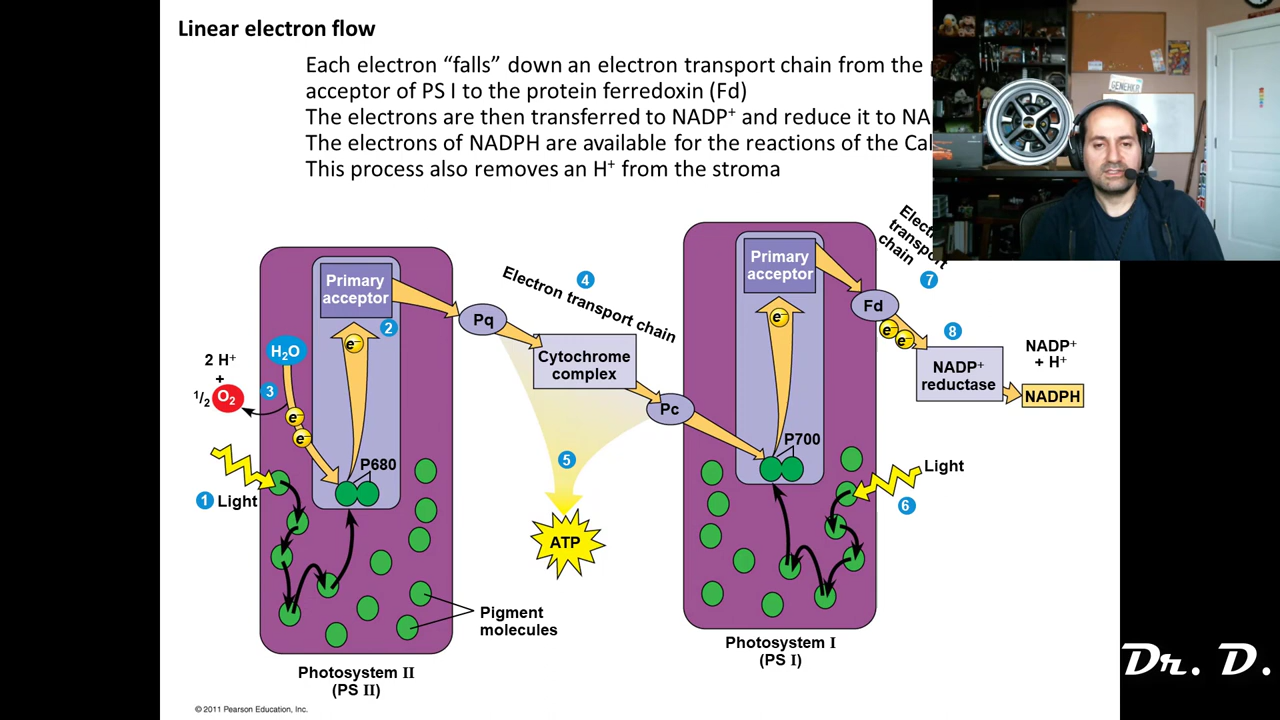 Linear electron flow
Each electron “falls” down an electron transport chain from the
acceptor of PS I to the protein ferredoxin (Fd)
The electrons are then transferred to NADP⁺ and reduce it to
The electrons of NADPH are available for the reactions of the
This process also removes an H⁺ from the stroma
GENEHER
Primary
acceptor
2
Pq
Electron transport chain
4
Cytochrome
complex
Pc
5
ATP
H₂O
2 H⁺
+
½ O₂
3
e⁻
e⁻
e⁻
P680
1 Light
Pigment
molecules
Photosystem II
(PS II)
Primary
acceptor
e⁻
P700
Electron
transport
chain
7
Fd
e⁻
e⁻
8
NADP⁺
reductase
NADP⁺
+ H⁺
NADPH
Light
6
Photosystem I
(PS I)
© 2011 Pearson Education, Inc.
Dr. D.